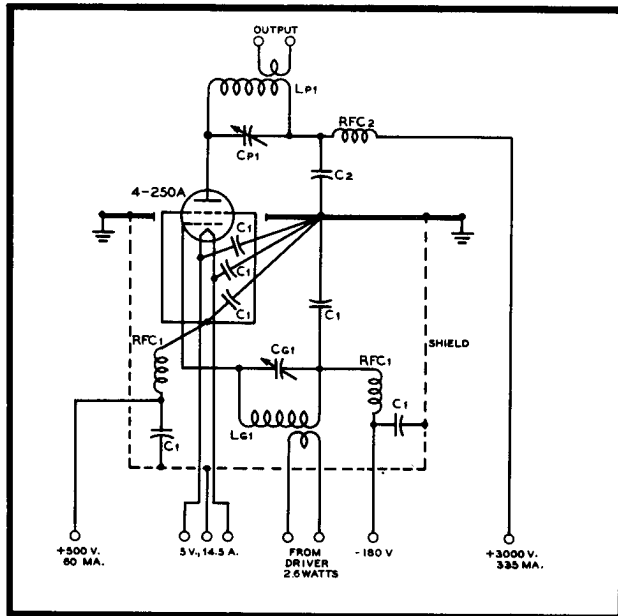 OUTPUT
LP1
RFC2
CP1
C2
4-250A
C1
C1
C1
C1
RFC1
CG1
RFC1
SHIELD
C1
LG1
C1
+500 V.
60 MA.
5 V., 14.5 A.
FROM
DRIVER
2.6 WATTS
-180 V
+3000 V.
335 MA.